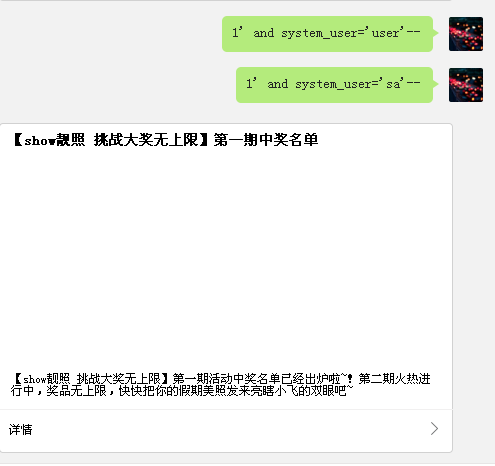 1' and system_user='user'--
1' and system_user='sa'--
【show靓照 挑战大奖无上限】第一期中奖名单
【show靓照 挑战大奖无上限】第一期活动中奖名单已经出炉啦~! 第二期火热进
行中，奖品无上限，快快把你的假期美照发来亮瞎小飞的双眼吧~
详情